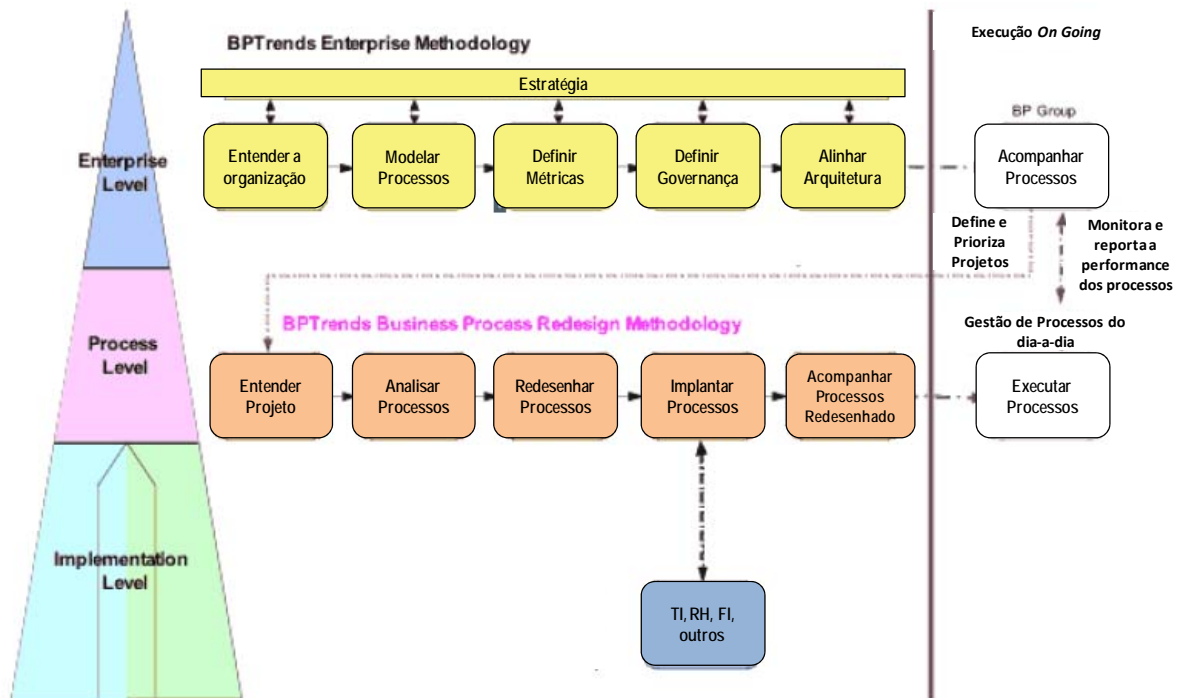 BPTrends Enterprise Methodology
Execução On Going
Estratégia
BP Group
Enterprise
Level
Entender a
organização
Modelar
Processos
Definir
Métricas
Definir
Governança
Alinhar
Arquitetura
Acompanhar
Processos
Define e
Prioriza
Projetos
Monitora e
reporta a
performance
dos processos
BPTrends Business Process Redesign Methodology
Gestão de Processos do
dia-a-dia
Process
Level
Entender
Projeto
Analisar
Processos
Redesenhar
Processos
Implantar
Processos
Acompanhar
Processos
Redesenhado
Executar
Processos
Implementation
Level
TI, RH, FI,
outros